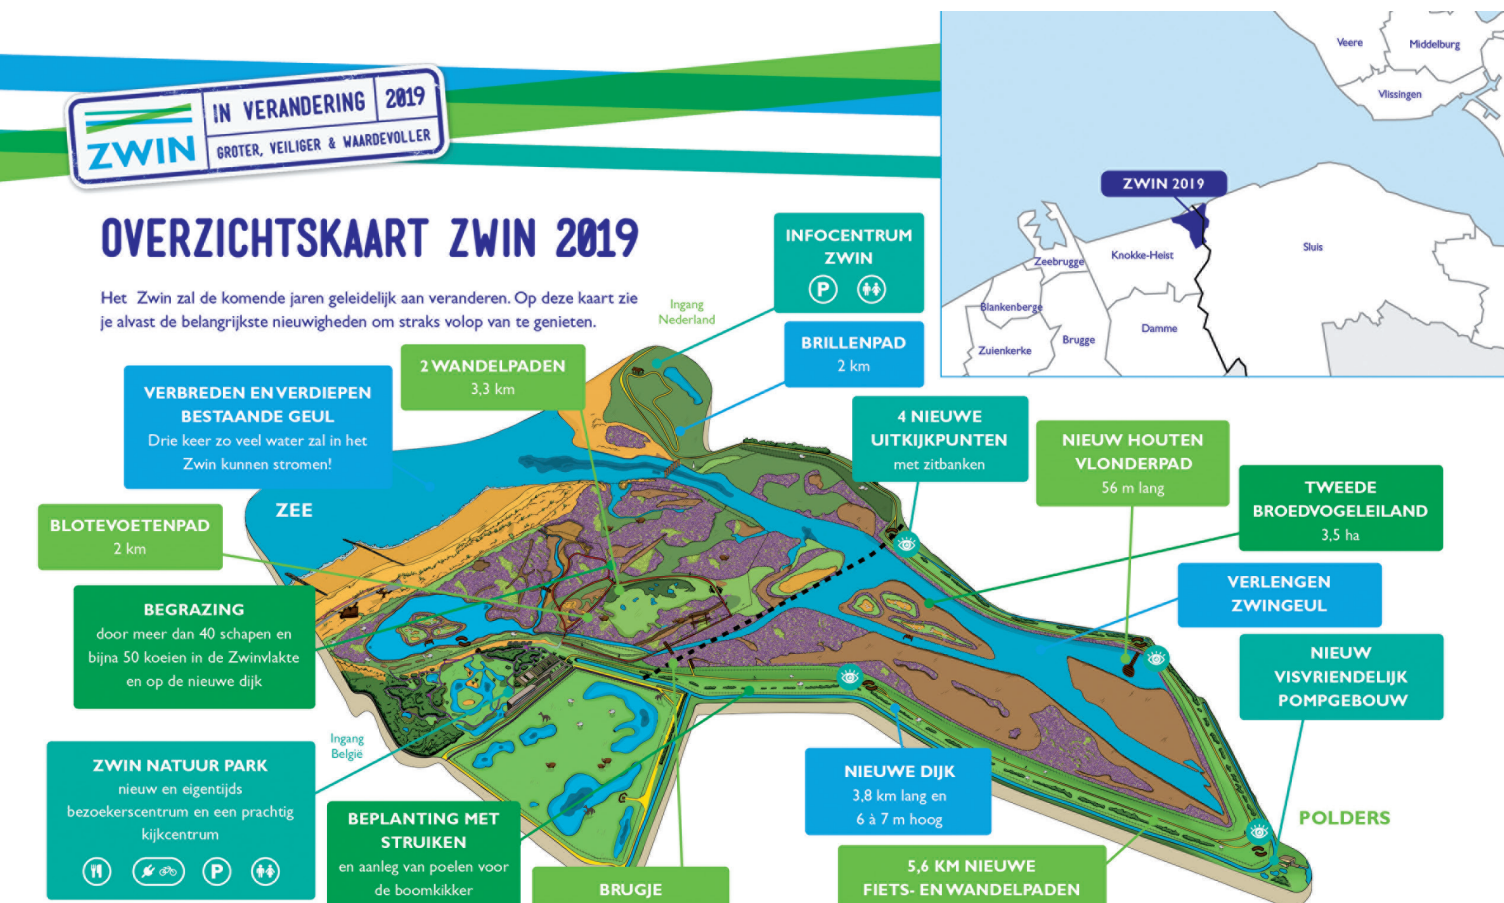 ZWIN
IN VERANDERING 2019
GROTER, VEILIGER & WAARDEVOLLER
OVERZICHTSKAART ZWIN 2019
Het Zwin zal de komende jaren geleidelijk aan veranderen. Op deze kaart zie
je alvast de belangrijkste nieuwigheden om straks volop van te genieten.
Veere
Middelburg
Vlissingen
ZWIN 2019
Sluis
Zeebrugge
Knokke-Heist
Blankenberge
Damme
Brugge
Zuienkerke
INFOCENTRUM
ZWIN
P
Ingang
Nederland
BRILLENPAD
2 km
2 WANDELPADEN
3,3 km
VERBREDEN EN VERDIEPEN
BESTAANDE GEUL
Drie keer zo veel water zal in het
Zwin kunnen stromen!
4 NIEUWE
UITKIJKPUNTEN
met zitbanken
NIEUW HOUTEN
VLONDERPAD
56 m lang
TWEEDE
BROEDVOGELEILAND
3,5 ha
ZEE
BLOTEVOETENPAD
2 km
VERLENGEN
ZWINGEUL
BEGRAZING
door meer dan 40 schapen en
bijna 50 koeien in de Zwinvlakte
en op de nieuwe dijk
NIEUW
VISVRIENDELIJK
POMPGEBOUW
Ingang
België
ZWIN NATUUR PARK
nieuw en eigentijds
bezoekerscentrum en een prachtig
kijkcentrum
P
NIEUWE DIJK
3,8 km lang en
6 à 7 m hoog
BEPLANTING MET
STRUIKEN
en aanleg van poelen voor
de boomkikker
POLDERS
BRUGJE
5,6 KM NIEUWE
FIETS- EN WANDELPADEN